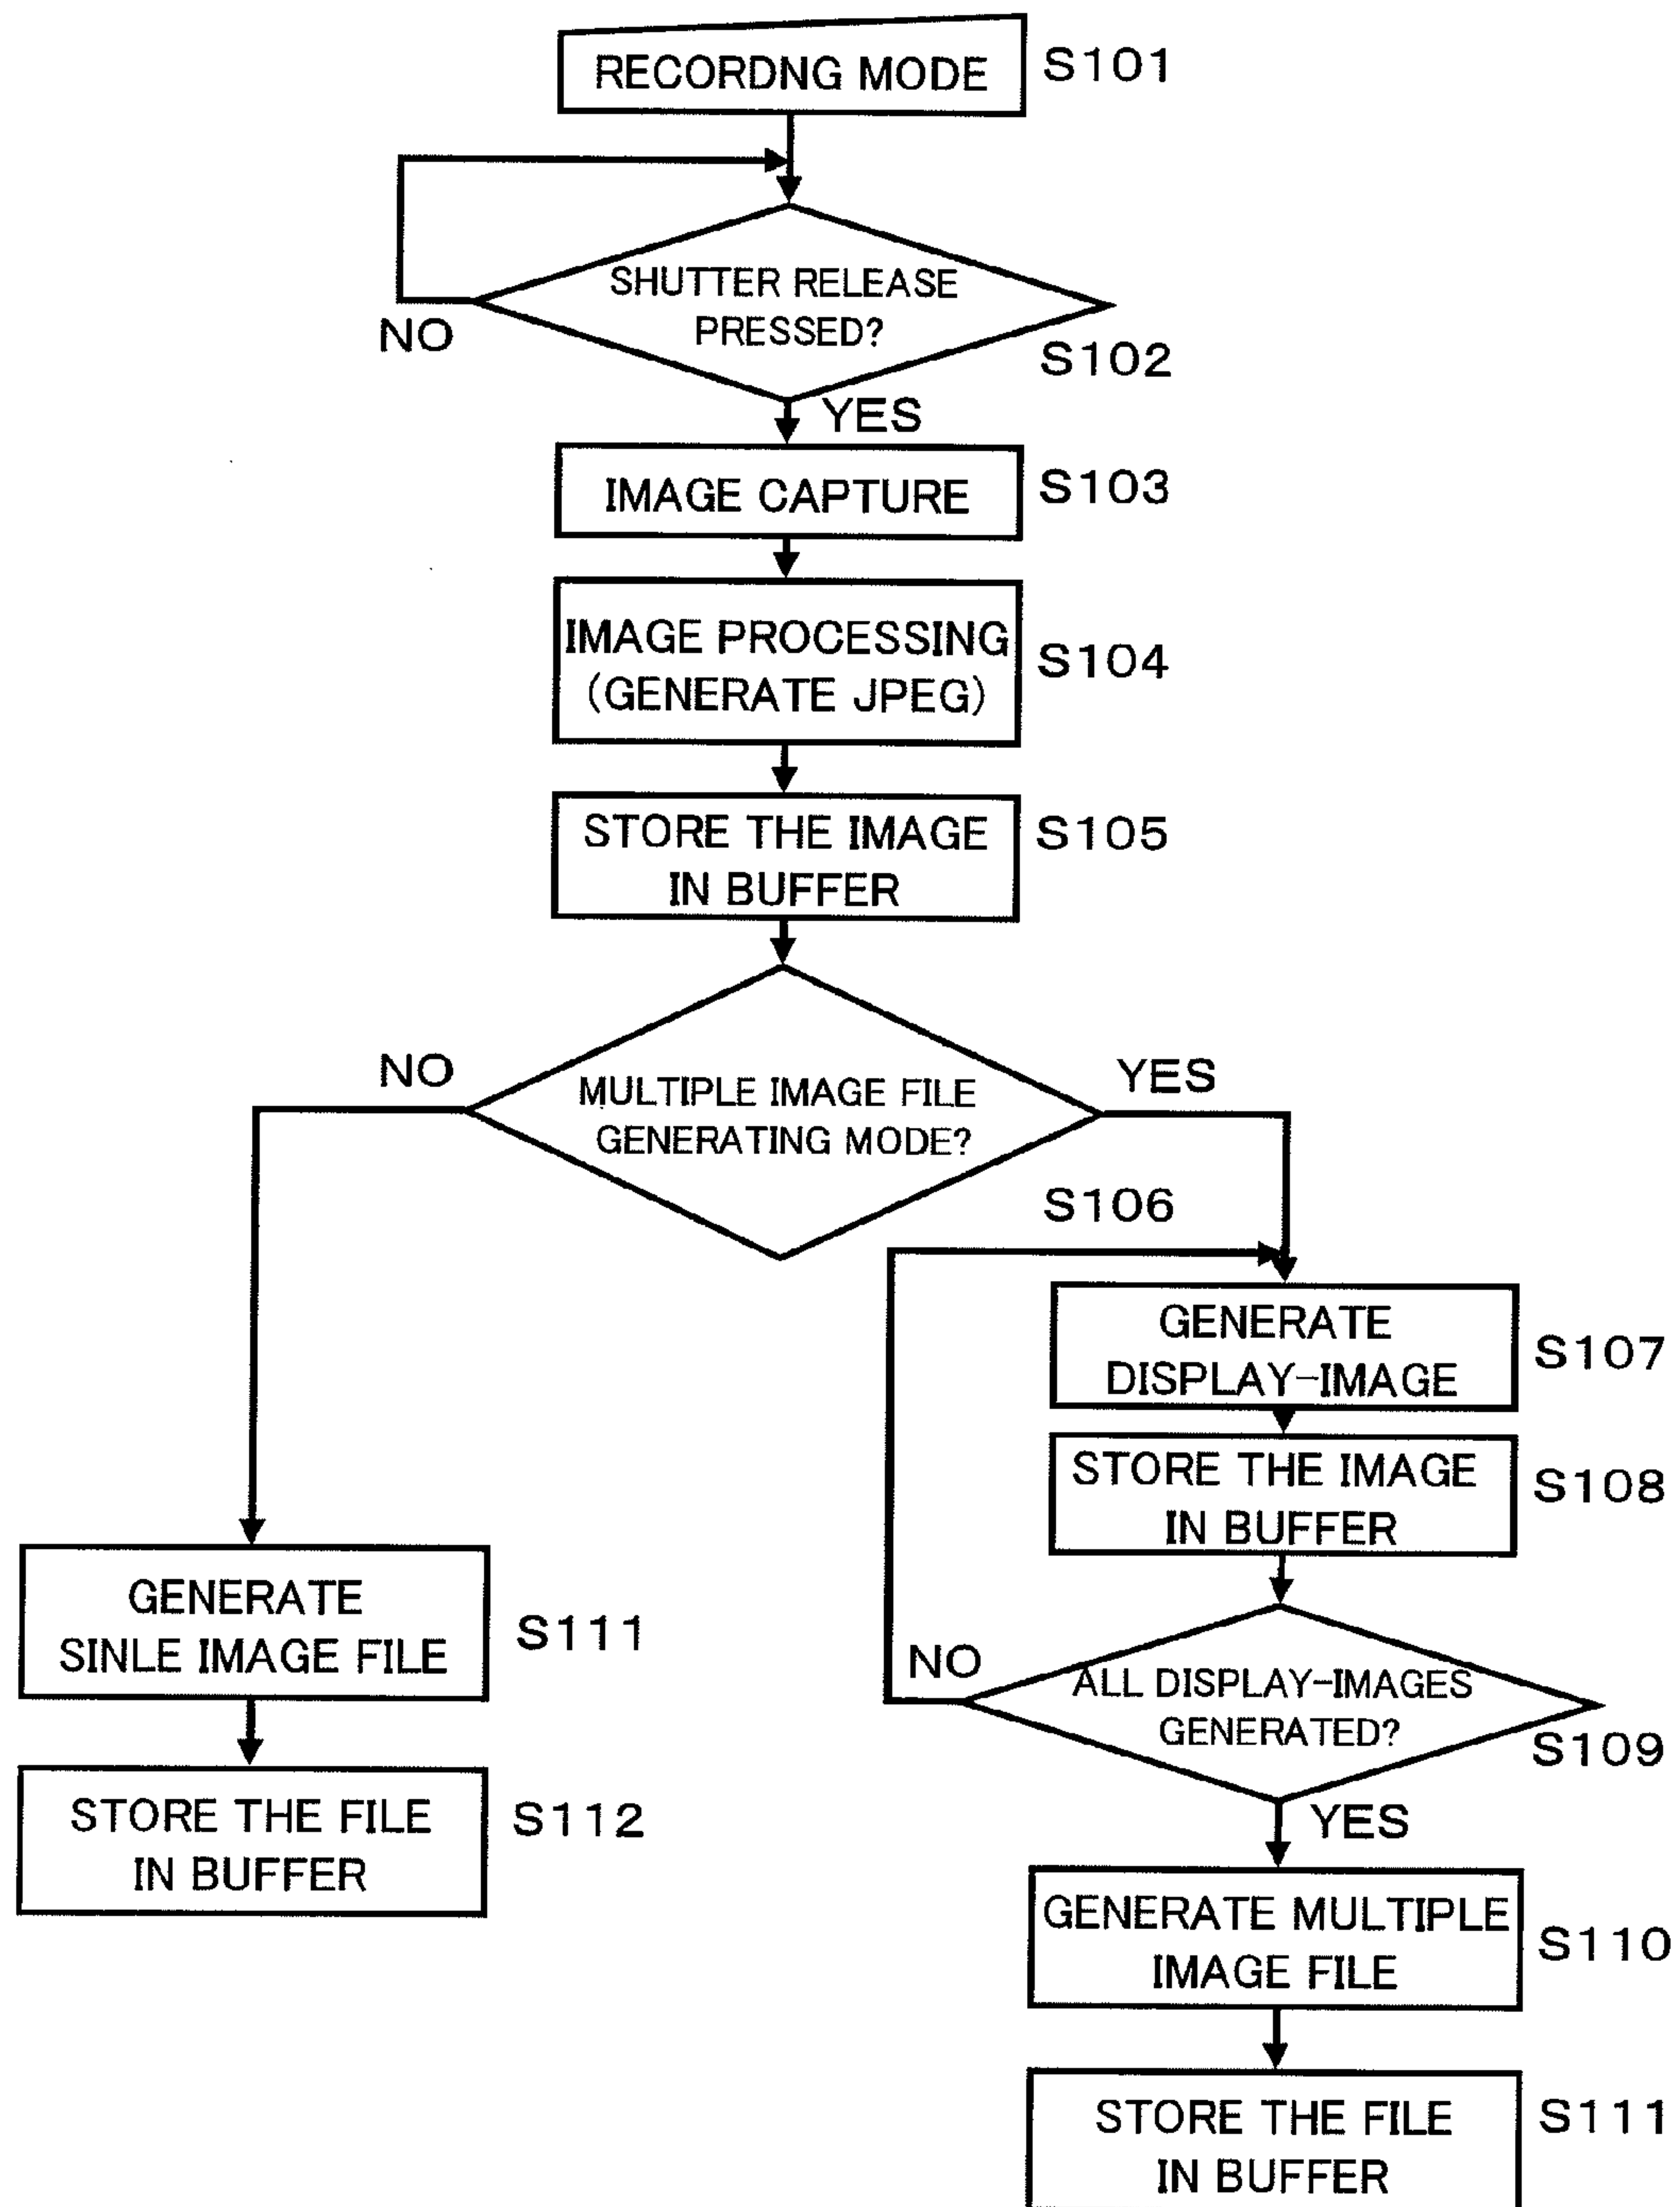 RECORDNG MODE
S101
SHUTTER RELEASE
PRESSED?
NO
S102
YES
IMAGE CAPTURE
S103
IMAGE PROCESSING
(GENERATE JPEG)
S104
STORE THE IMAGE
IN BUFFER
S105
NO
MULTIPLE IMAGE FILE
GENERATING MODE?
YES
S106
GENERATE
DISPLAY-IMAGE
S107
STORE THE IMAGE
IN BUFFER
S108
NO
ALL DISPLAY-IMAGES
GENERATED?
S109
YES
GENERATE MULTIPLE
IMAGE FILE
S110
STORE THE FILE
IN BUFFER
S111
GENERATE
SINLE IMAGE FILE
S111
STORE THE FILE
IN BUFFER
S112